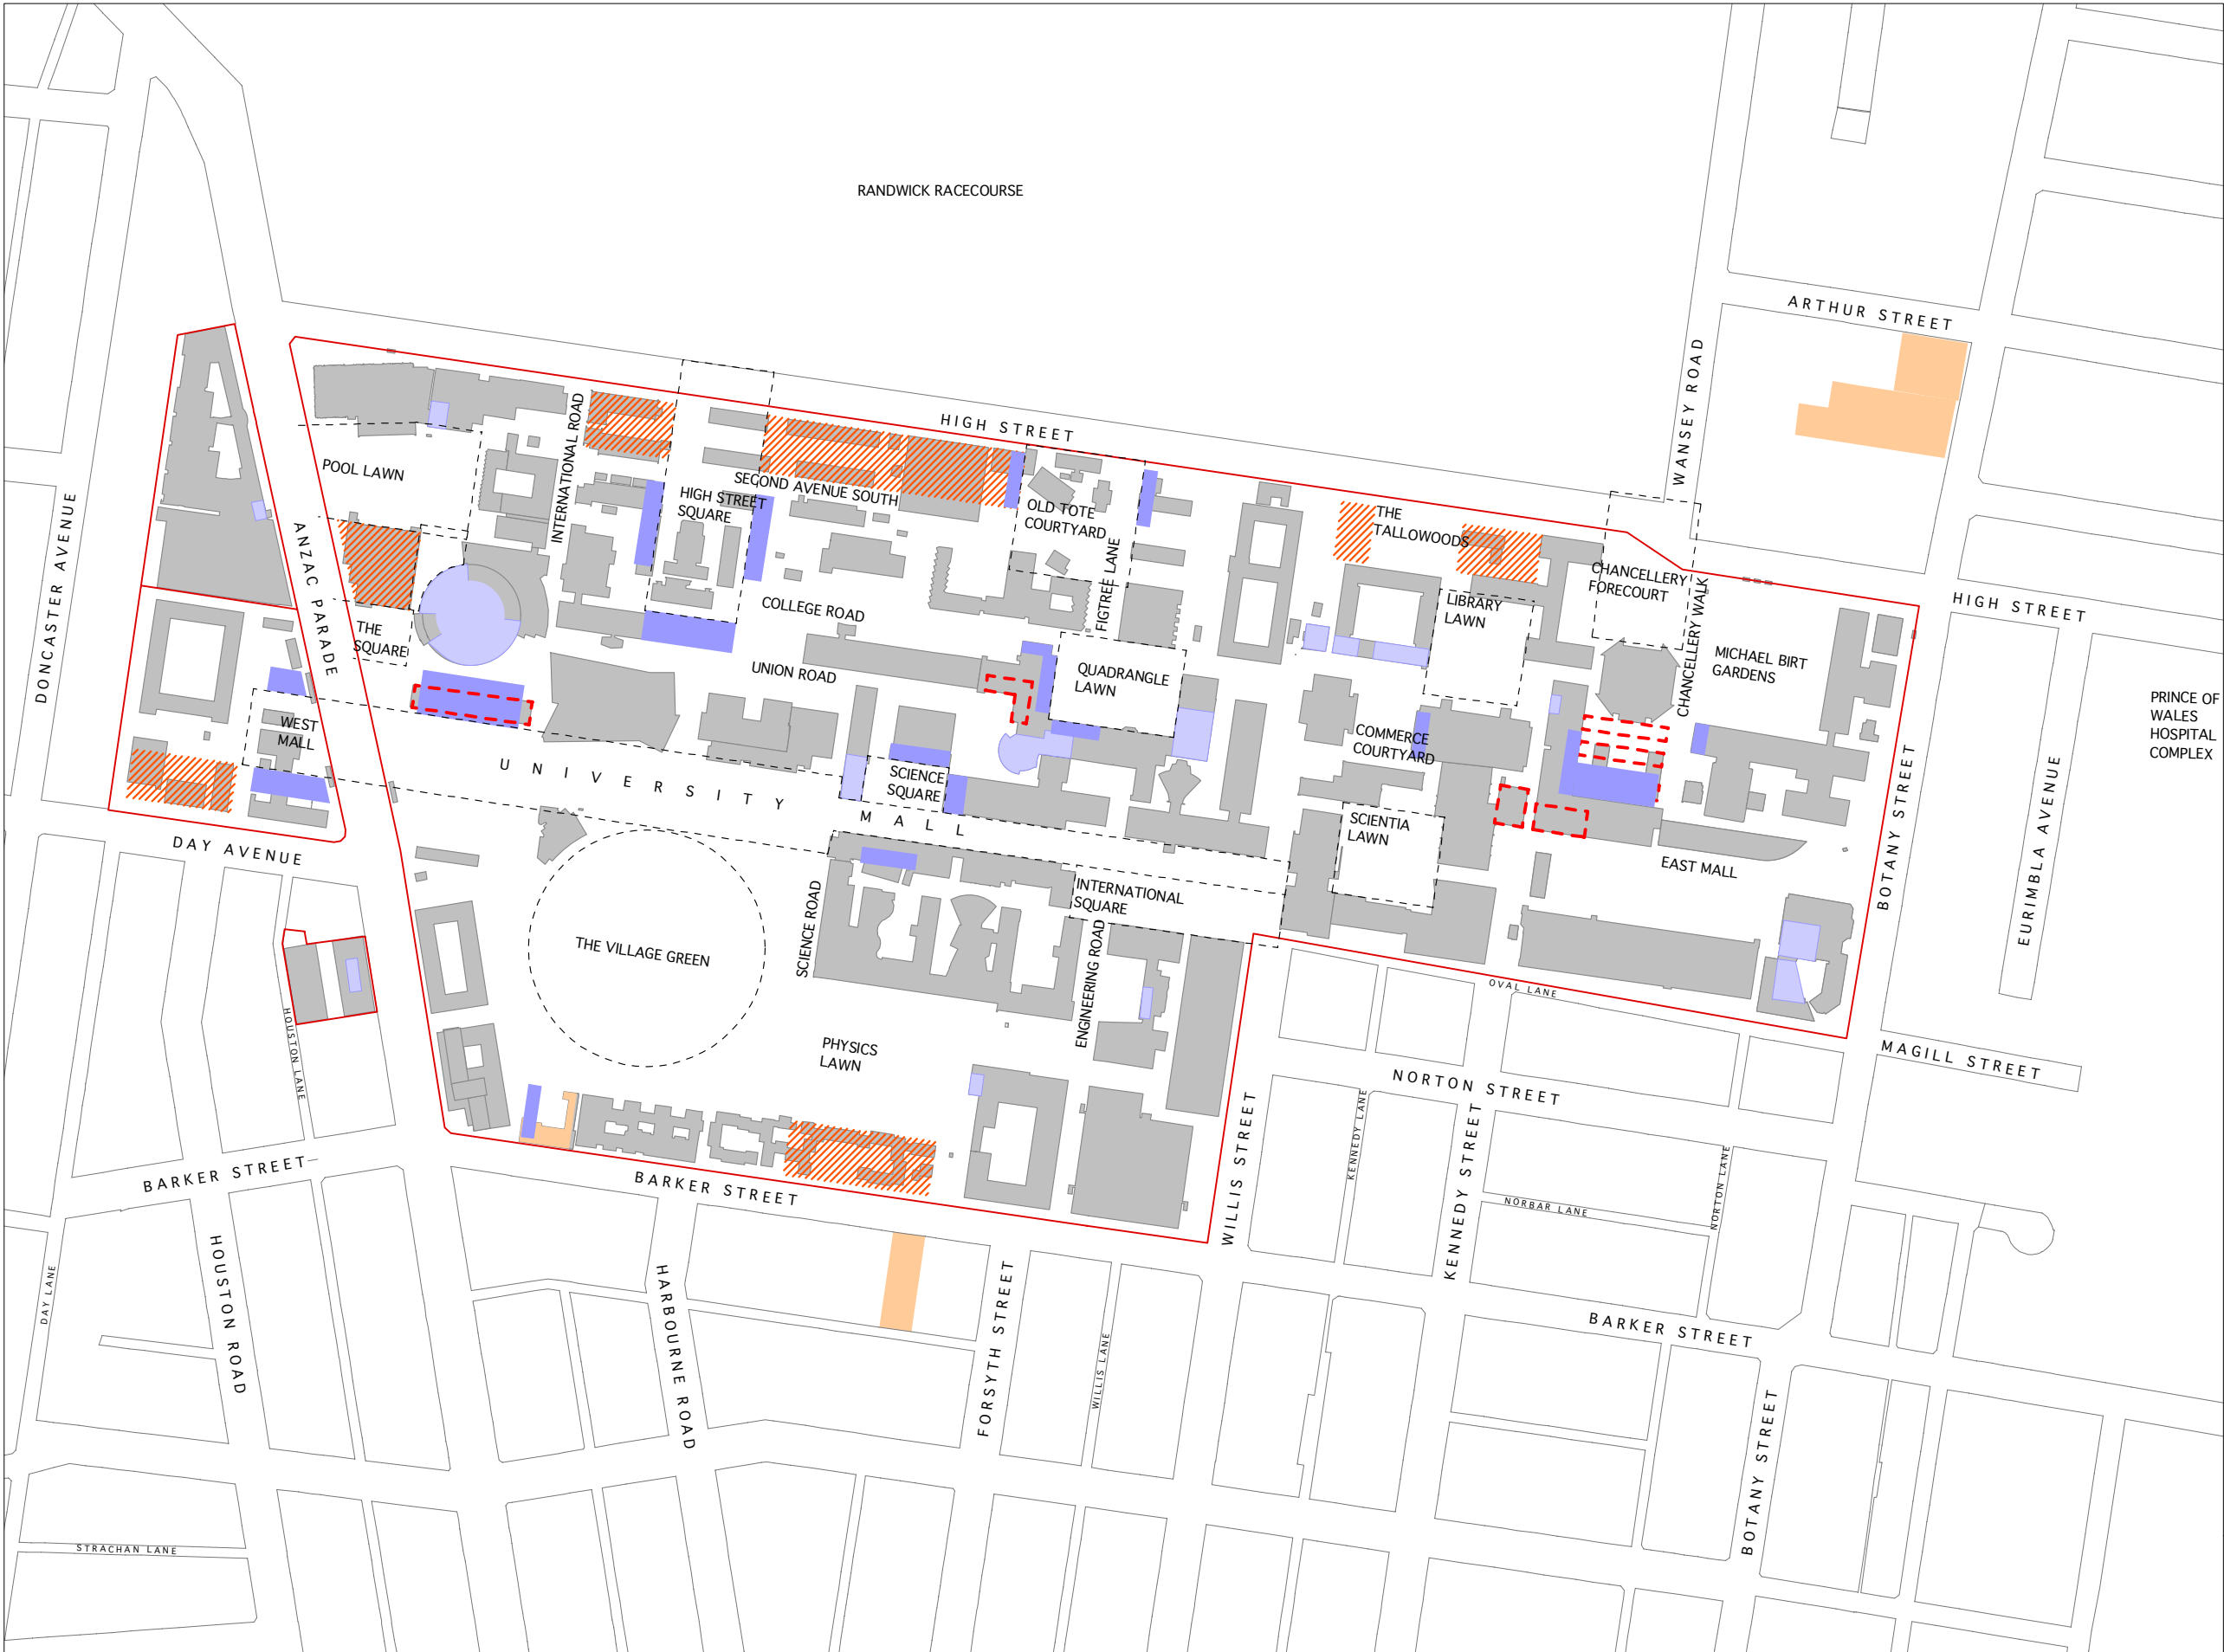 RANDWICK RACECOURSE
ARTHUR STREET
WANSEY ROAD
HIGH STREET
INTERNATIONAL ROAD
POOL LAWN
SECOND AVENUE SOUTH
HIGH STREET
SQUARE
OLD TOTE
COURTYARD
THE
TALLOWOODS
DONCASTER AVENUE
ANZAC PARADE
FIGTREE LANE
CHANCELLERY
FORECOURT
CHANCELLERY WALK
HIGH STREET
COLLEGE ROAD
LIBRARY
LAWN
THE
SQUARE
UNION ROAD
QUADRANGLE
LAWN
MICHAEL BIRT
GARDENS
PRINCE OF
WALES
HOSPITAL
COMPLEX
WEST
MALL
COMMERCE
COURTYARD
UNIVERSITY
MALL
SCIENCE
SQUARE
SCIENTIA
LAWN
EAST MALL
BOTANY STREET
EURIMBLA AVENUE
DAY AVENUE
INTERNATIONAL
SQUARE
SCIENCE ROAD
THE VILLAGE GREEN
ENGINEERING ROAD
OVAL LANE
HOUSTON LANE
PHYSICS
LAWN
MAGILL STREET
NORTON STREET
KENNEDY LANE
WILLIS STREET
KENNEDY STREET
NORTON LANE
NORBAR LANE
BARKER STREET
BARKER STREET
DAY LANE
HOUSTON ROAD
HARBOURNE ROAD
FORSYTH STREET
WILLIS LANE
BARKER STREET
BOTANY STREET
STRACHAN LANE